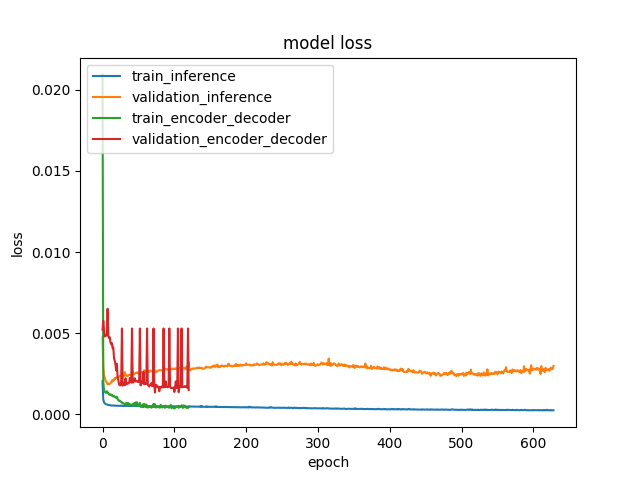 model loss
train_inference
validation_inference
train_encoder_decoder
validation_encoder_decoder
0.020
0.015
0.010
0.005
0.000
loss
0 100 200 300 400 500 600
epoch